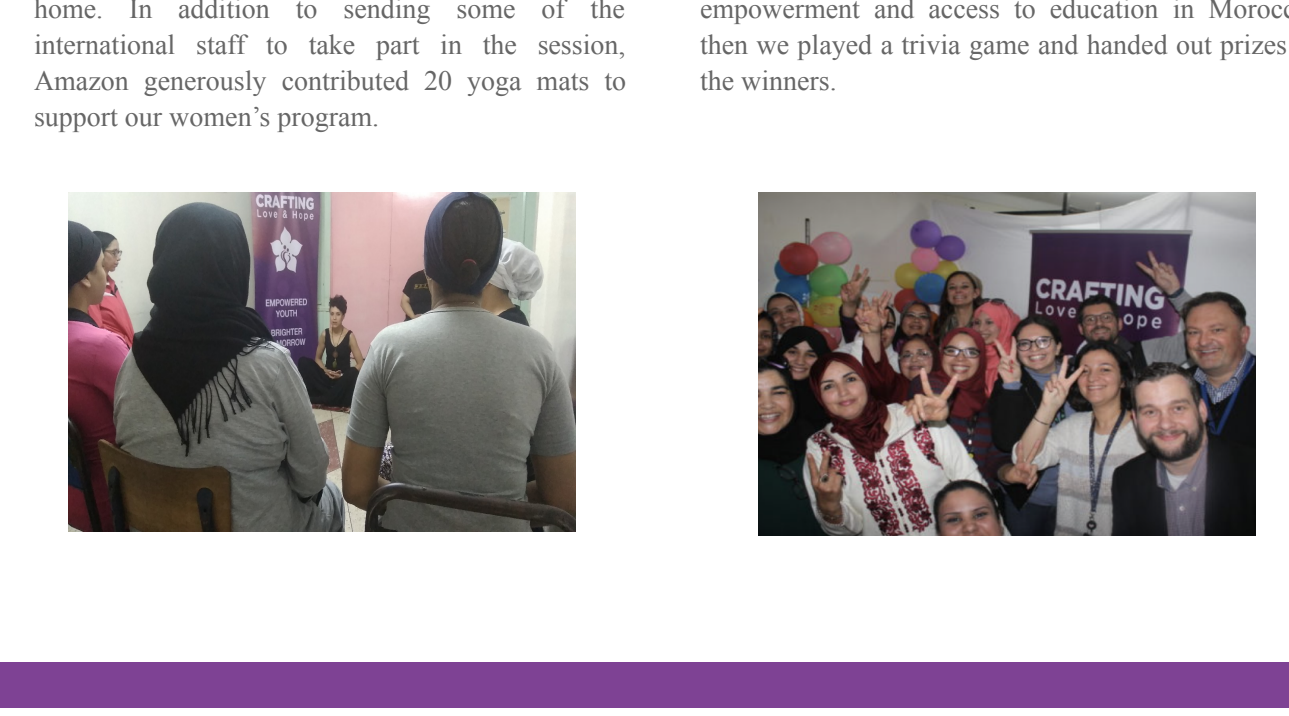 home. In addition to sending some of the
international staff to take part in the session,
Amazon generously contributed 20 yoga mats to
support our women’s program.
empowerment and access to education in Morocc
then we played a trivia game and handed out prizes
the winners.
CRAFTING
Love & Hope
EMPOWERED
YOUTH
BRIGHTER
MORROW
CRAFTING
Love ope